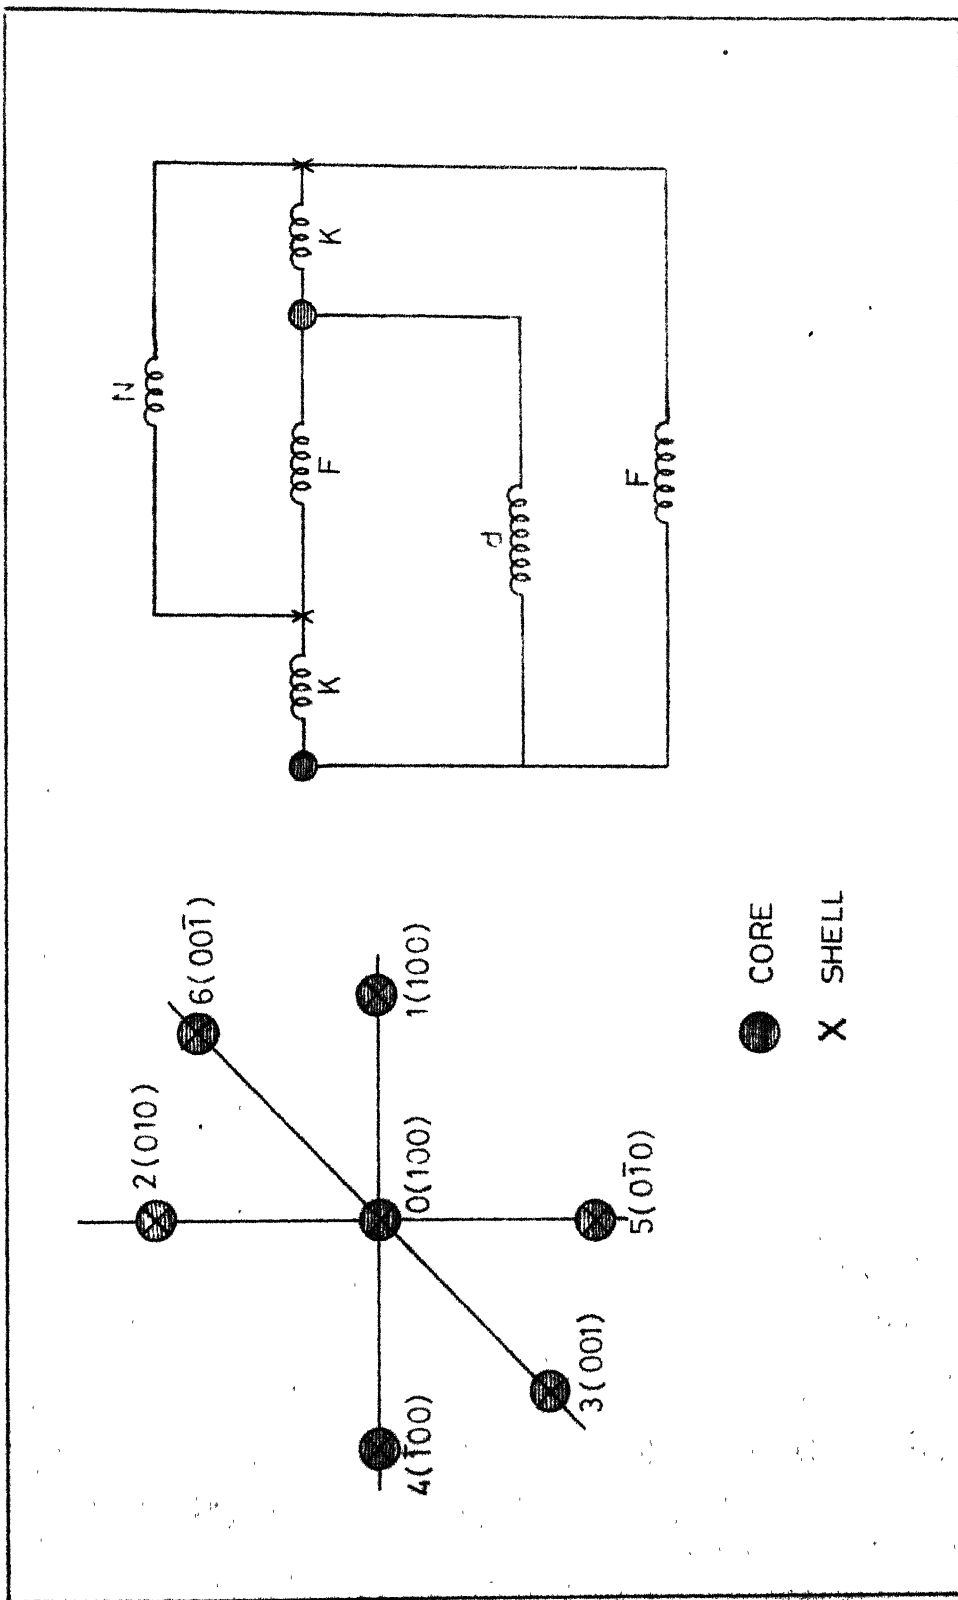 2(010)
6(001̄)
0(100)
1(100)
4(1̄00)
3(001)
5(01̄0)
N
K
F
K
d
F
CORE
X SHELL